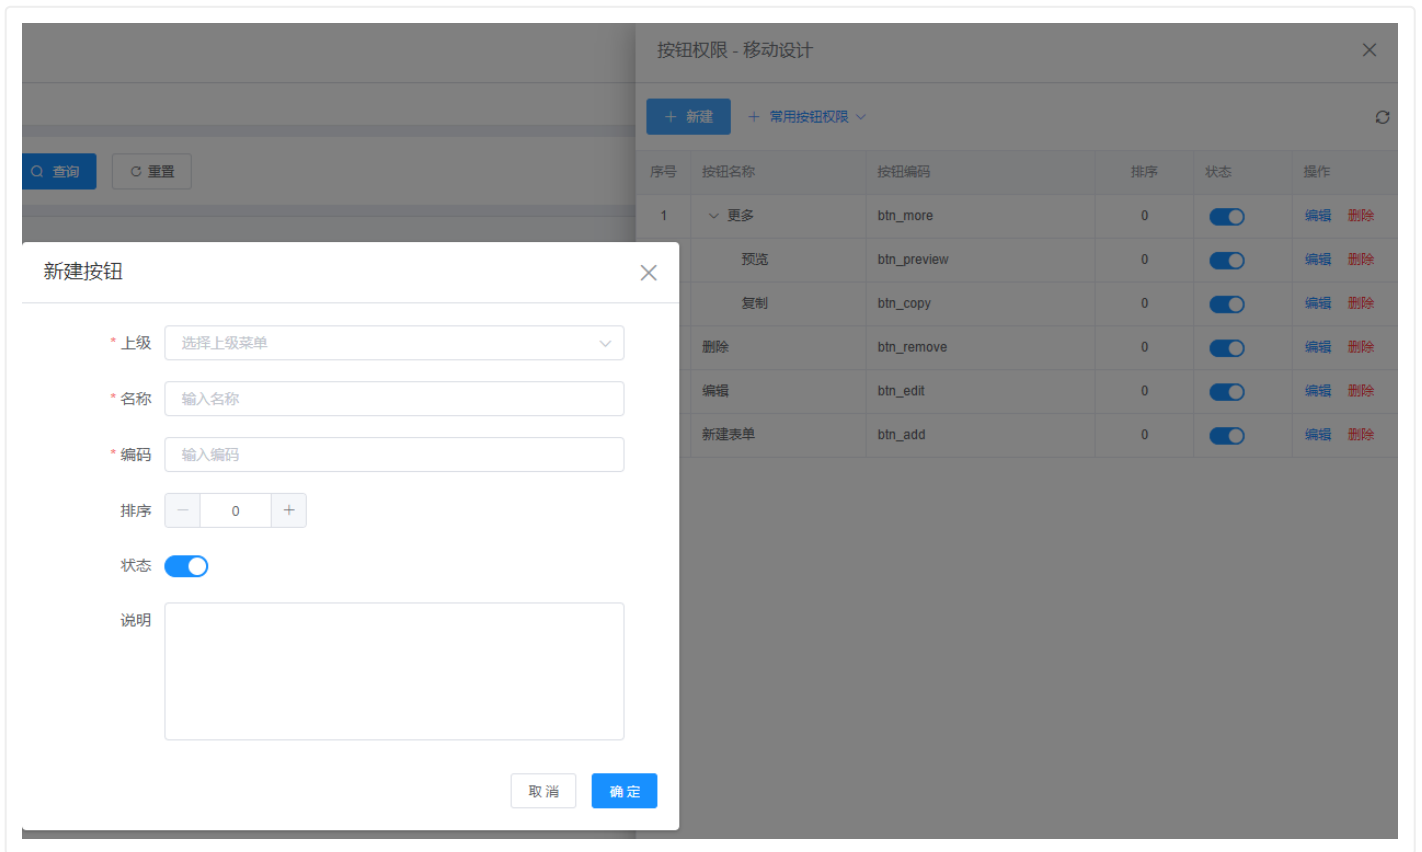 按钮权限 - 移动设计
新建 常用按钮权限
查询 重置
序号 按钮名称 按钮编码 排序 状态 操作
1 更多 btn_more 0 编辑 删除
预览 btn_preview 0 编辑 删除
复制 btn_copy 0 编辑 删除
删除 btn_remove 0 编辑 删除
编辑 btn_edit 0 编辑 删除
新建表单 btn_add 0 编辑 删除
新建按钮
* 上级 选择上级菜单
* 名称 输入名称
* 编码 输入编码
排序 0
状态
说明
取消 确定